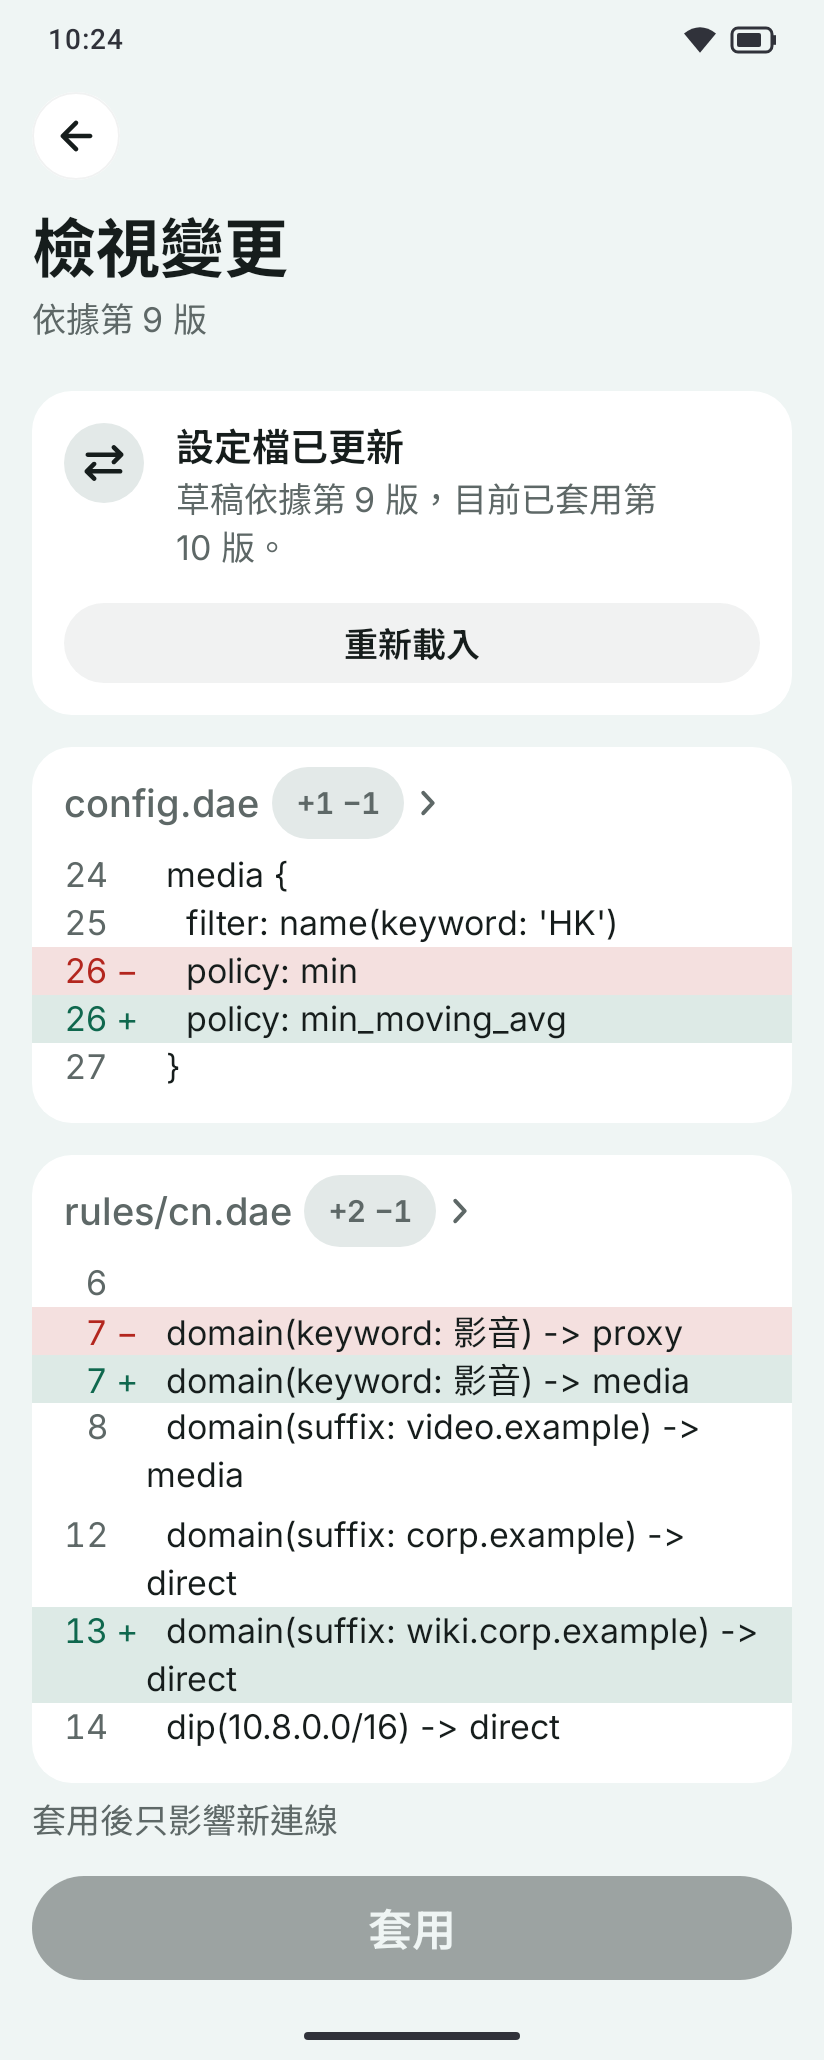 10:24
檢視變更
依據第 9 版
設定檔已更新
草稿依據第 9 版，目前已套用第
10 版。
重新載入
config.dae +1 −1
24 media {
25 filter: name(keyword: 'HK')
26 − policy: min
26 + policy: min_moving_avg
27 }
rules/cn.dae +2 −1
6
7 − domain(keyword: 影音) -> proxy
7 + domain(keyword: 影音) -> media
8 domain(suffix: video.example) ->
media
12 domain(suffix: corp.example) ->
direct
13 + domain(suffix: wiki.corp.example) ->
direct
14 dip(10.8.0.0/16) -> direct
套用後只影響新連線
套用